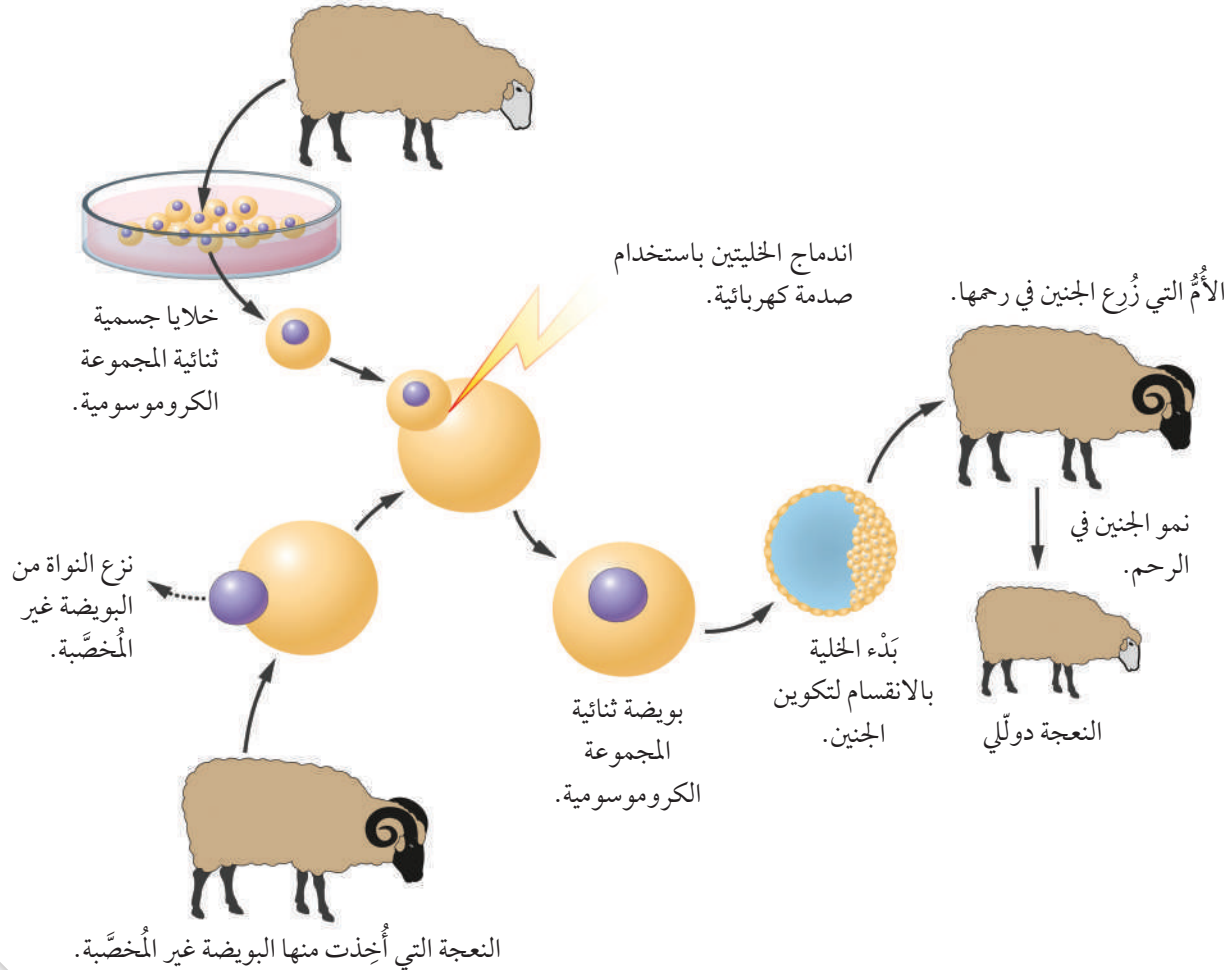 اندماج الخليتين باستخدام
صدمة كهربائية.
الأُمُّ التي زُرِع الجنين في رحمها.
خلايا جسمية
ثنائية المجموعة
الكروموسومية.
نمو الجنين في
الرحم.
نزع النواة من
البويضة غير
المُخصَّبة.
بَدْء الخلية
بالانقسام لتكوين
الجنين.
بويضة ثنائية
المجموعة
الكروموسومية.
النعجة دولّلي
النعجة التي أُخِذت منها البويضة غير المُخصَّبة.